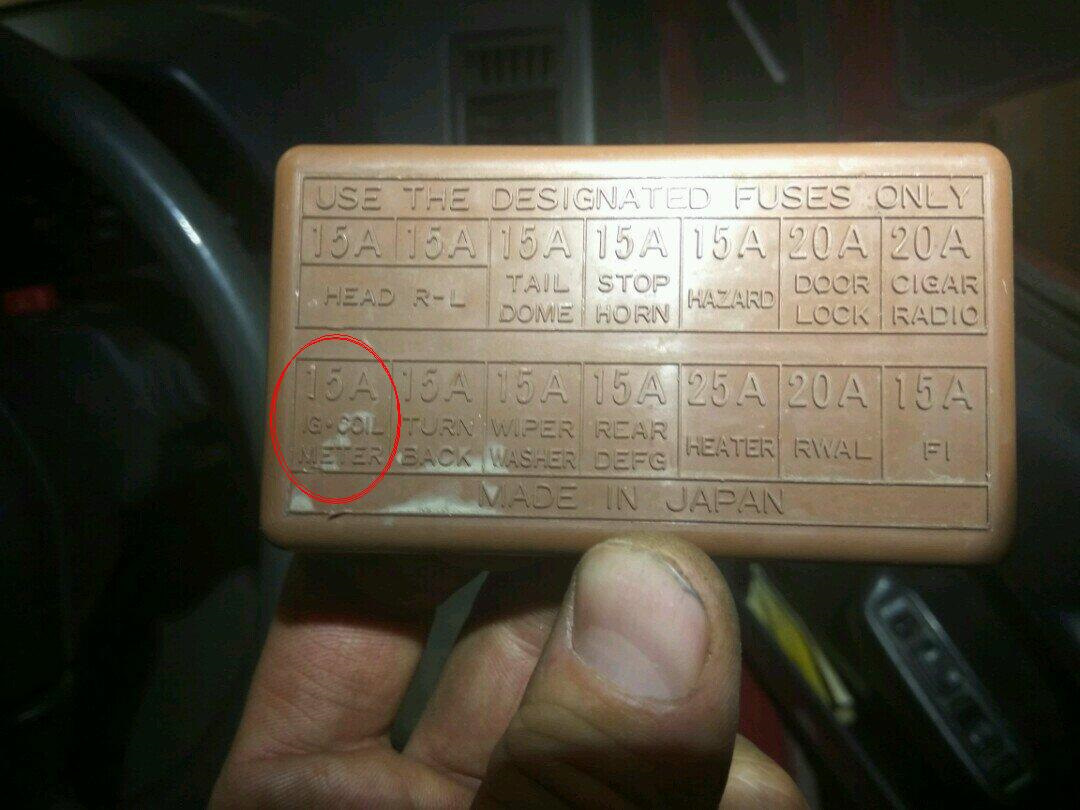 USE THE DESIGNATED FUSES ONLY
15A 15A 15A 15A 15A 20A 20A
HEAD R-L TAIL STOP HAZARD DOOR CIGAR
DOME HORN LOCK RADIO
15A 15A 15A 15A 25A 20A 15A
IG•COIL TURN WIPER REAR HEATER RWAL FI
METER BACK WASHER DEFG
MADE IN JAPAN